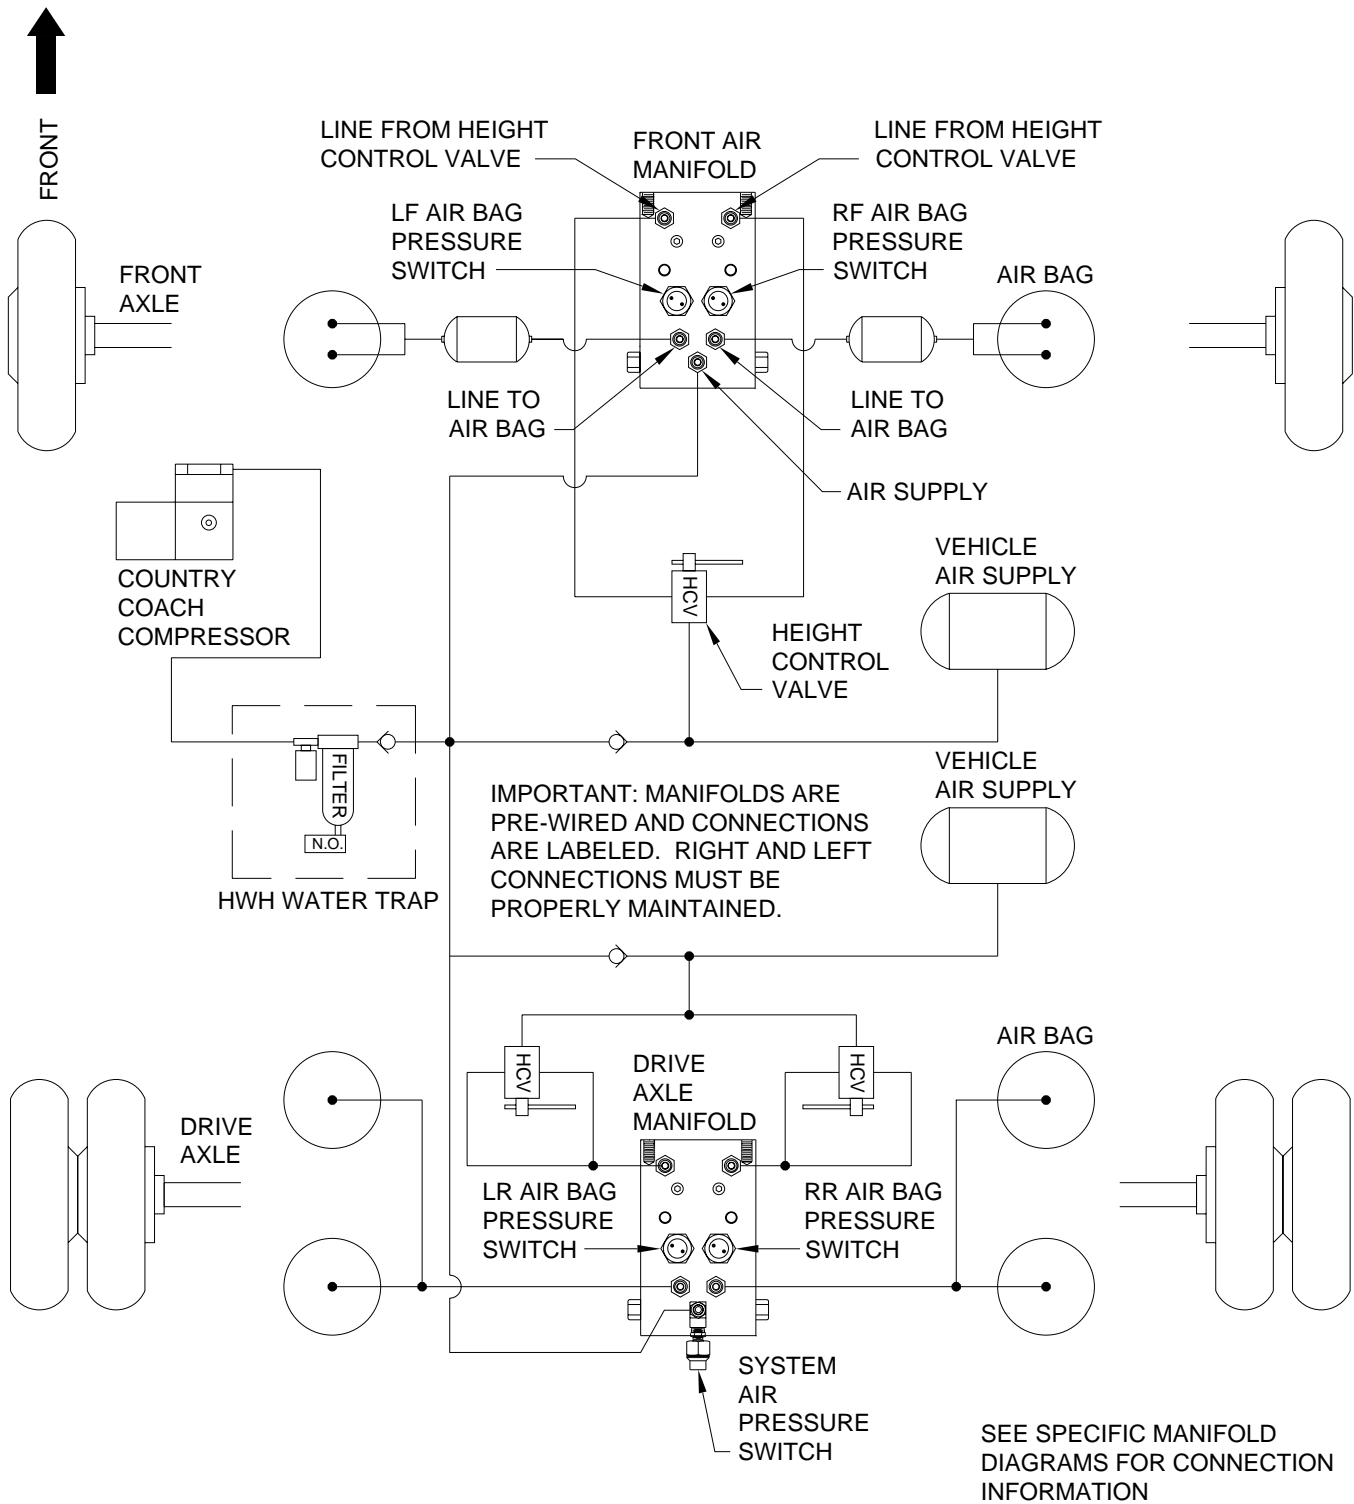 FRONT
LINE FROM HEIGHT
CONTROL VALVE
FRONT AIR
MANIFOLD
LINE FROM HEIGHT
CONTROL VALVE
LF AIR BAG
PRESSURE
SWITCH
RF AIR BAG
PRESSURE
SWITCH
FRONT
AXLE
AIR BAG
LINE TO
AIR BAG
LINE TO
AIR BAG
AIR SUPPLY
COUNTRY
COACH
COMPRESSOR
HCV
VEHICLE
AIR SUPPLY
HEIGHT
CONTROL
VALVE
FILTER
N.O.
HWH WATER TRAP
VEHICLE
AIR SUPPLY
IMPORTANT: MANIFOLDS ARE
PRE-WIRED AND CONNECTIONS
ARE LABELED.  RIGHT AND LEFT
CONNECTIONS MUST BE
PROPERLY MAINTAINED.
HCV
DRIVE
AXLE
MANIFOLD
HCV
AIR BAG
DRIVE
AXLE
LR AIR BAG
PRESSURE
SWITCH
RR AIR BAG
PRESSURE
SWITCH
SYSTEM
AIR
PRESSURE
SWITCH
SEE SPECIFIC MANIFOLD
DIAGRAMS FOR CONNECTION
INFORMATION